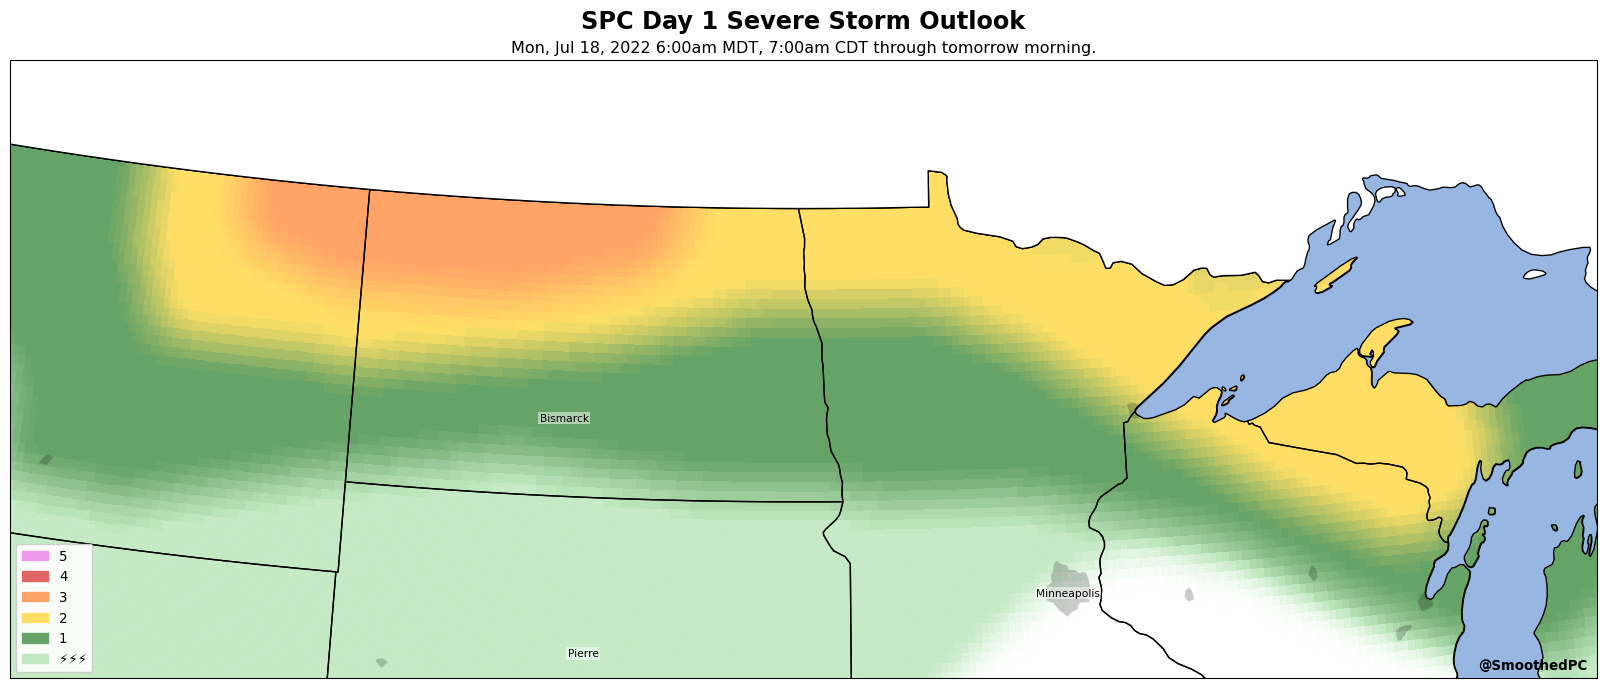 SPC Day 1 Severe Storm Outlook
Mon, Jul 18, 2022 6:00am MDT, 7:00am CDT through tomorrow morning.
Bismarck
Minneapolis
Pierre
5
4
3
2
1
⚡⚡⚡
@SmoothedPC